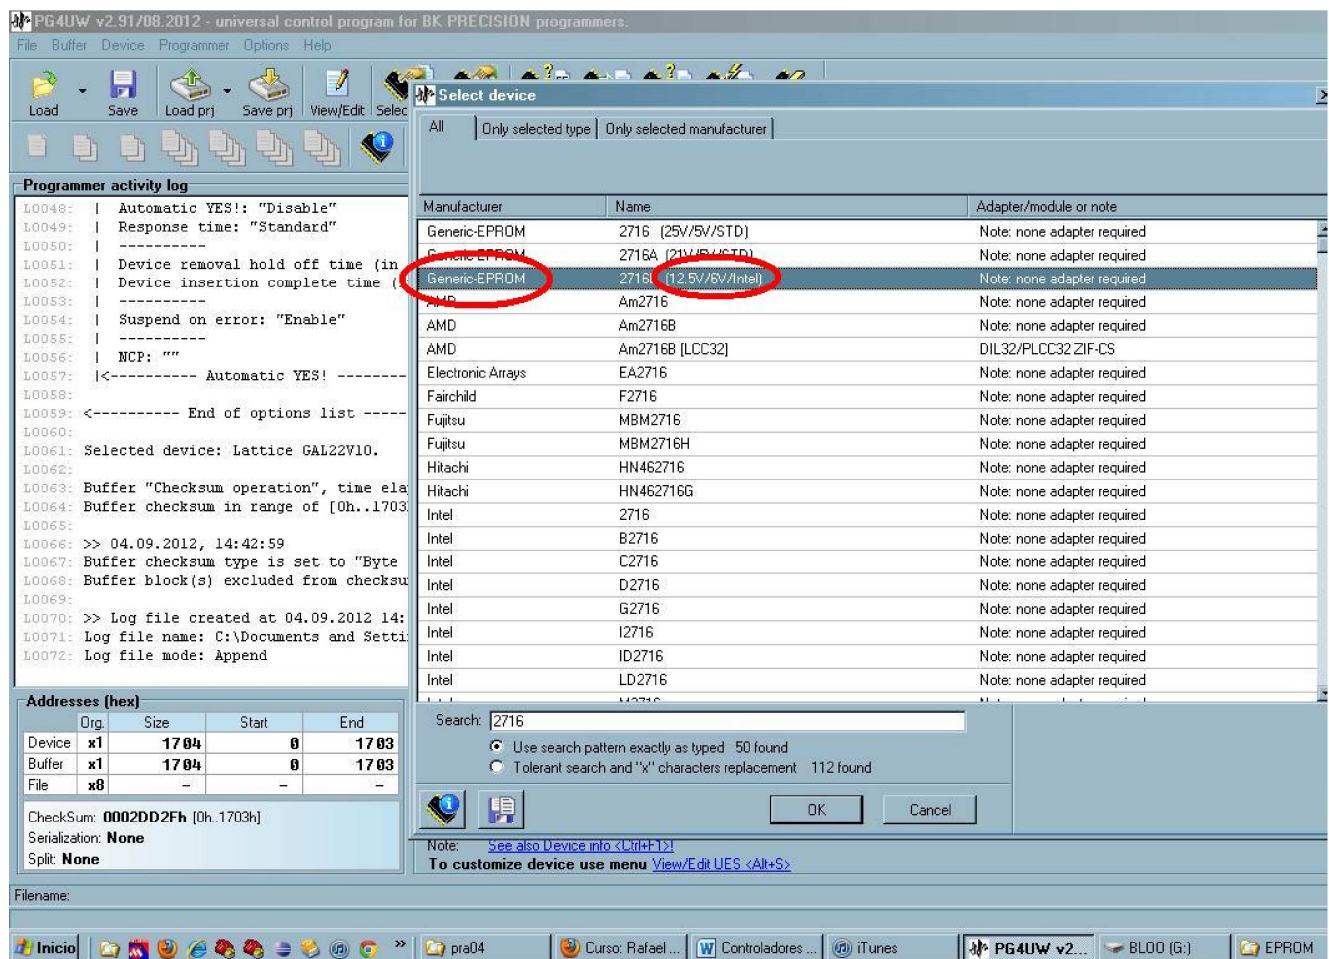 PG4UW v2.91/08.2012 - universal control program for BK PRECISION programmers.
File Buffer Device Programmer Options Help
Load Save Load prj Save prj View/Edit Selec
Programmer activity log
L0048: | Automatic YES!: "Disable"
L0049: | Response time: "Standard"
L0050: | ----------
L0051: | Device removal hold off time (in
L0052: | Device insertion complete time (
L0053: | ----------
L0054: | Suspend on error: "Enable"
L0055: | ----------
L0056: | NCP: ""
L0057: |<---------- Automatic YES! --------
L0058:
L0059: <---------- End of options list -----
L0060:
L0061: Selected device: Lattice GAL22V10.
L0062:
L0063: Buffer "Checksum operation", time ela
L0064: Buffer checksum in range of [0h..1703
L0065:
L0066: >> 04.09.2012, 14:42:59
L0067: Buffer checksum type is set to "Byte
L0068: Buffer block(s) excluded from checksu
L0069:
L0070: >> Log file created at 04.09.2012 14:
L0071: Log file name: C:\Documents and Setti
L0072: Log file mode: Append
Addresses (hex)
Org. Size Start End
Device x1 1704 0 1703
Buffer x1 1704 0 1703
File x8 - - -
CheckSum: 0002DD2Fh [0h..1703h]
Serialization: None
Split: None
Select device
All Only selected type Only selected manufacturer
Manufacturer Name Adapter/module or note
Generic-EPROM 2716 (25V/5V/STD) Note: none adapter required
Generic-EPROM 2716A (21V/5V/STD) Note: none adapter required
Generic-EPROM 2716 (12.5V/6V/Intel) Note: none adapter required
AMD Am2716 Note: none adapter required
AMD Am2716B Note: none adapter required
AMD Am2716B [LCC32] DIL32/PLCC32 ZIF-CS
Electronic Arrays EA2716 Note: none adapter required
Fairchild F2716 Note: none adapter required
Fujitsu MBM2716 Note: none adapter required
Fujitsu MBM2716H Note: none adapter required
Hitachi HN462716 Note: none adapter required
Hitachi HN462716G Note: none adapter required
Intel 2716 Note: none adapter required
Intel B2716 Note: none adapter required
Intel C2716 Note: none adapter required
Intel D2716 Note: none adapter required
Intel G2716 Note: none adapter required
Intel I2716 Note: none adapter required
Intel ID2716 Note: none adapter required
Intel LD2716 Note: none adapter required
Search: 2716
Use search pattern exactly as typed 50 found
Tolerant search and "x" characters replacement 112 found
OK Cancel
Note: See also Device info <Ctrl+F1>!
To customize device use menu View/Edit UES <Alt+S>
Filename:
Inicio » pra04 Curso: Rafael ... Controladores ... iTunes PG4UW v2... BLOO (G:) EPROM